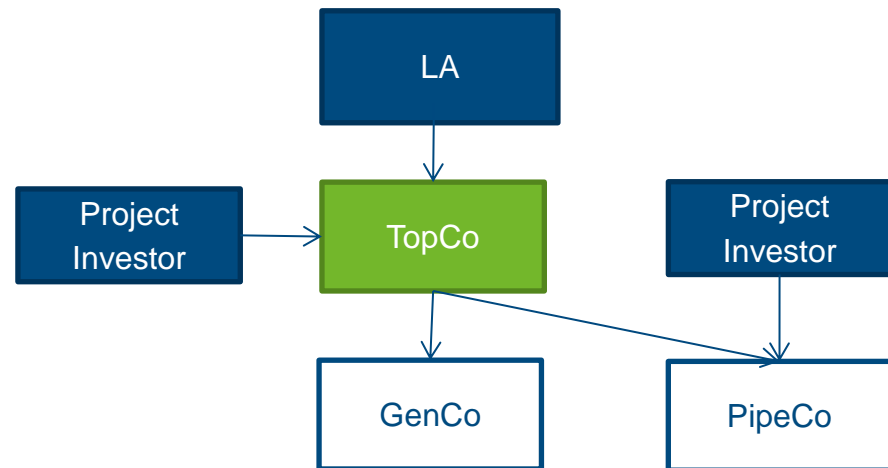 LA
Project
Investor
TopCo
Project
Investor
GenCo
PipeCo